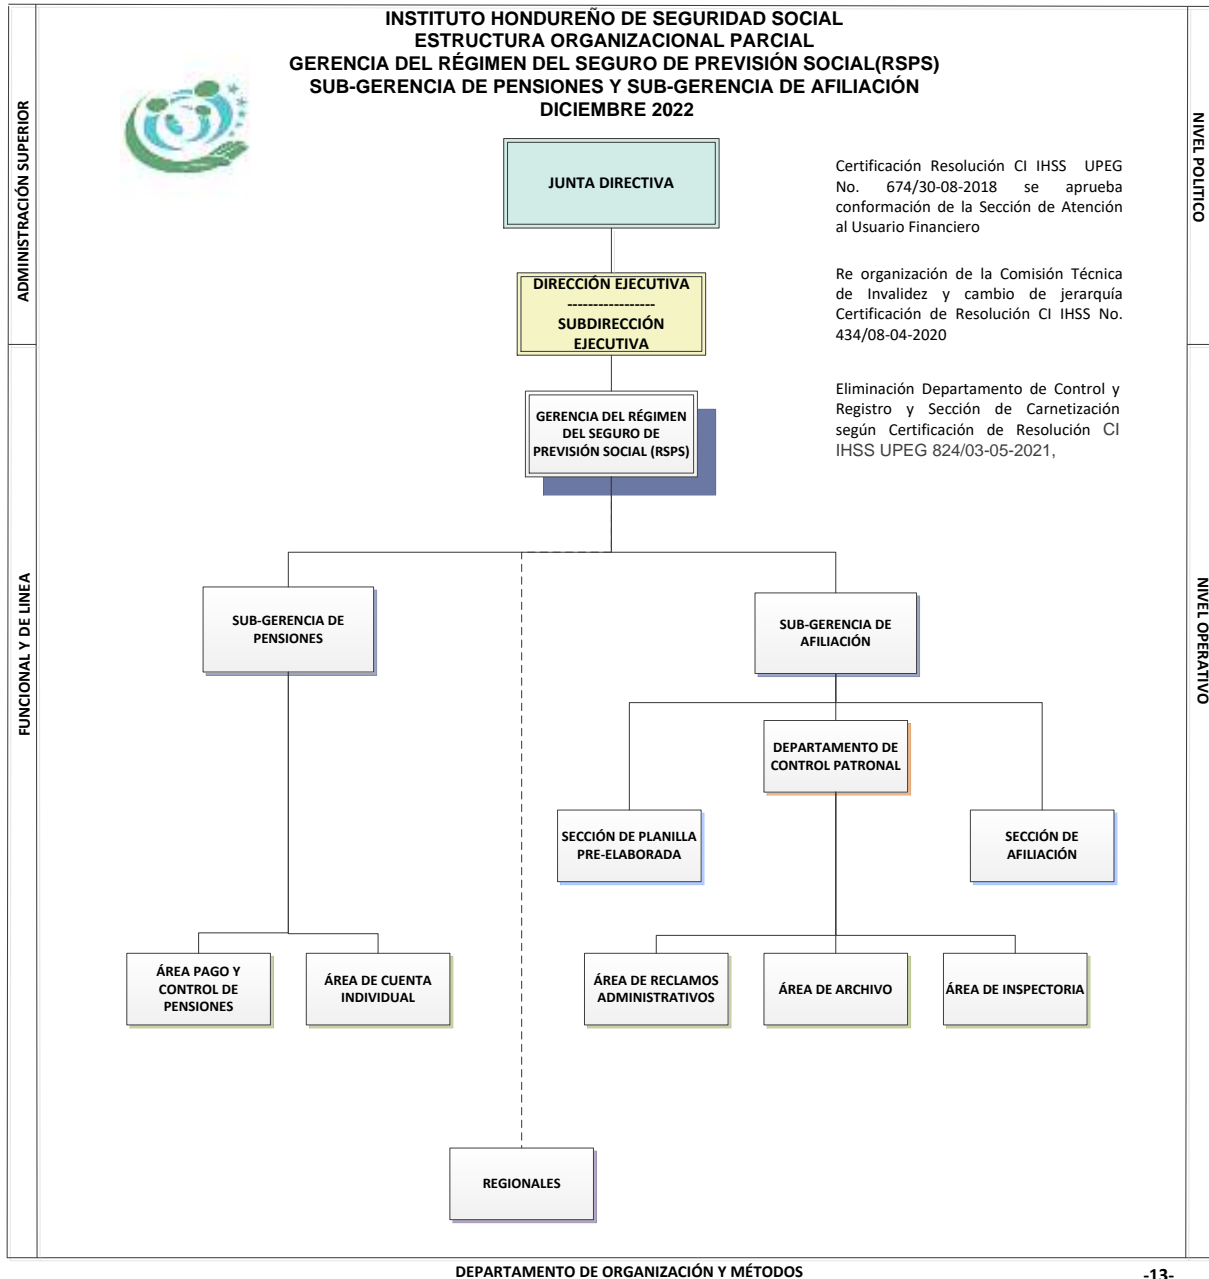 INSTITUTO HONDUREÑO DE SEGURIDAD SOCIAL
ESTRUCTURA ORGANIZACIONAL PARCIAL
GERENCIA DEL RÉGIMEN DEL SEGURO DE PREVISIÓN SOCIAL(RSPS)
SUB-GERENCIA DE PENSIONES Y SUB-GERENCIA DE AFILIACIÓN
DICIEMBRE 2022
ADMINISTRACIÓN SUPERIOR
NIVEL POLITICO
JUNTA DIRECTIVA
Certificación Resolución CI IHSS UPEG
No. 674/30-08-2018 se aprueba
conformación de la Sección de Atención
al Usuario Financiero
DIRECCIÓN EJECUTIVA
-----------------
SUBDIRECCIÓN
EJECUTIVA
Re organización de la Comisión Técnica
de Invalidez y cambio de jerarquía
Certificación de Resolución CI IHSS No.
434/08-04-2020
GERENCIA DEL RÉGIMEN
DEL SEGURO DE
PREVISIÓN SOCIAL (RSPS)
Eliminación Departamento de Control y
Registro y Sección de Carnetización
según Certificación de Resolución CI
IHSS UPEG 824/03-05-2021,
FUNCIONAL Y DE LINEA
NIVEL OPERATIVO
SUB-GERENCIA DE
PENSIONES
SUB-GERENCIA DE
AFILIACIÓN
DEPARTAMENTO DE
CONTROL PATRONAL
SECCIÓN DE PLANILLA
PRE-ELABORADA
SECCIÓN DE
AFILIACIÓN
ÁREA PAGO Y
CONTROL DE
PENSIONES
ÁREA DE CUENTA
INDIVIDUAL
ÁREA DE RECLAMOS
ADMINISTRATIVOS
ÁREA DE ARCHIVO
ÁREA DE INSPECTORIA
REGIONALES
DEPARTAMENTO DE ORGANIZACIÓN Y MÉTODOS
-13-